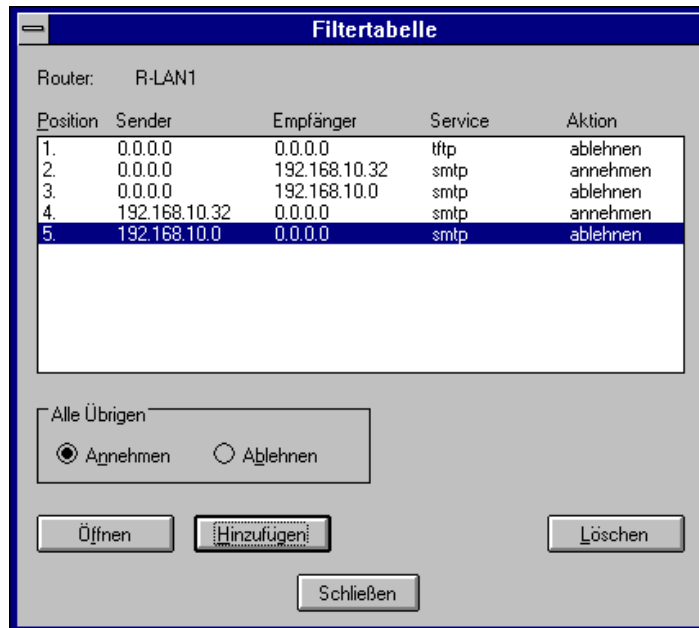 Filtertabelle
Router: R-LAN1
Position Sender Empfänger Service Aktion
1. 0.0.0.0 0.0.0.0 tftp ablehnen
2. 0.0.0.0 192.168.10.32 smtp annehmen
3. 0.0.0.0 192.168.10.0 smtp ablehnen
4. 192.168.10.32 0.0.0.0 smtp annehmen
5. 192.168.10.0 0.0.0.0 smtp ablehnen
Alle Übrigen
Annehmen Ablehnen
Öffnen Hinzufügen Löschen
Schließen